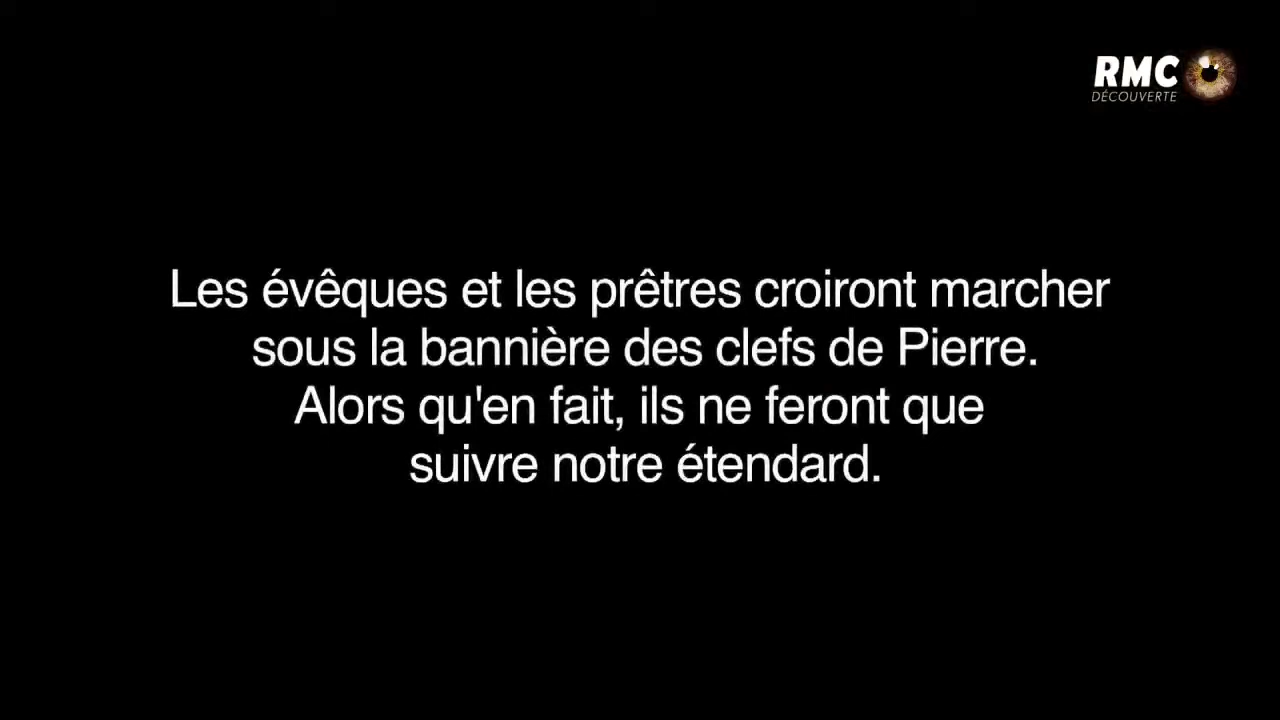 RMC
DÉCOUVERTE
Les évêques et les prêtres croiront marcher
sous la bannière des clefs de Pierre.
Alors qu'en fait, ils ne feront que
suivre notre étendard.